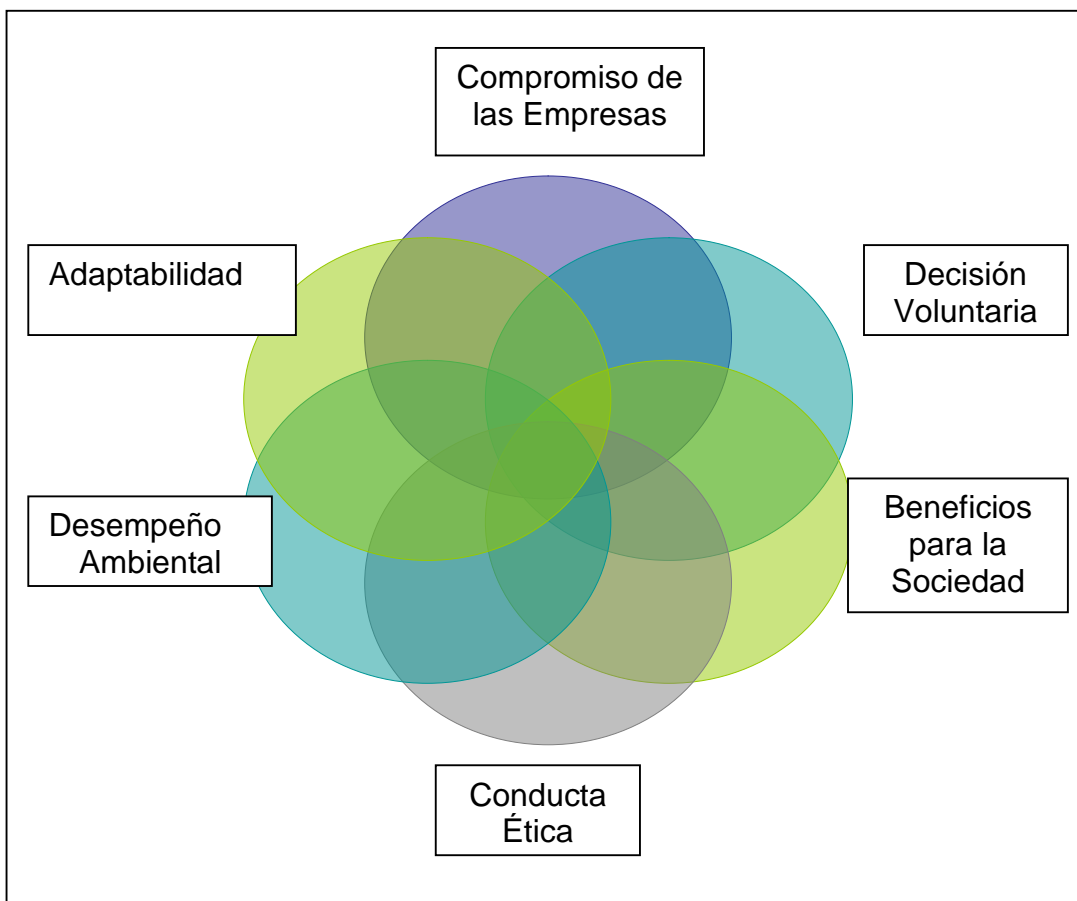 Compromiso de
las Empresas
Adaptabilidad
Decisión
Voluntaria
Desempeño
Ambiental
Beneficios
para la
Sociedad
Conducta
Ética